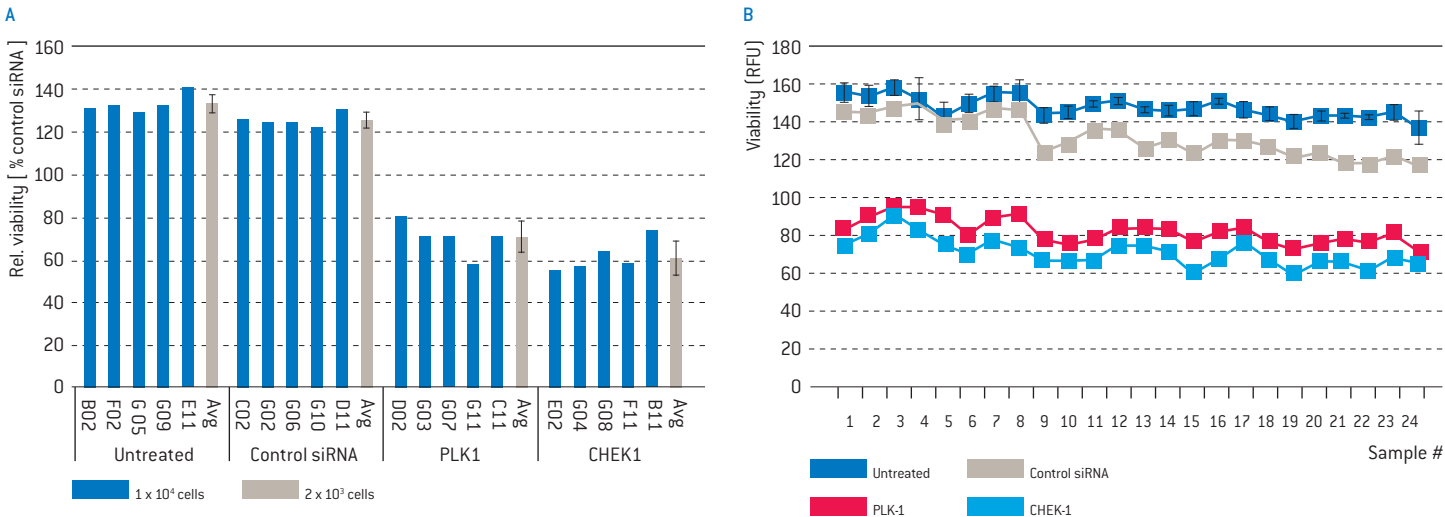 A
Rel. viability [ % control siRNA)
160
140
120
100
80
60
40
20
0
B02 F02 G 05 G09 E11 Avg C02 G02 G06 G10 D11 Avg D02 G03 G07 G11 C11 Avg E02 G04 G08 F11 B11 Avg
Untreated Control siRNA PLK1 CHEK1
1 x 10⁴ cells 2 x 10³ cells
B
Viability (RFU)
180
160
140
120
100
80
60
40
20
0
1 2 3 4 5 6 7 8 9 10 11 12 13 14 15 16 17 18 19 20 21 22 23 24
Sample #
Untreated Control siRNA
PLK-1 CHEK-1